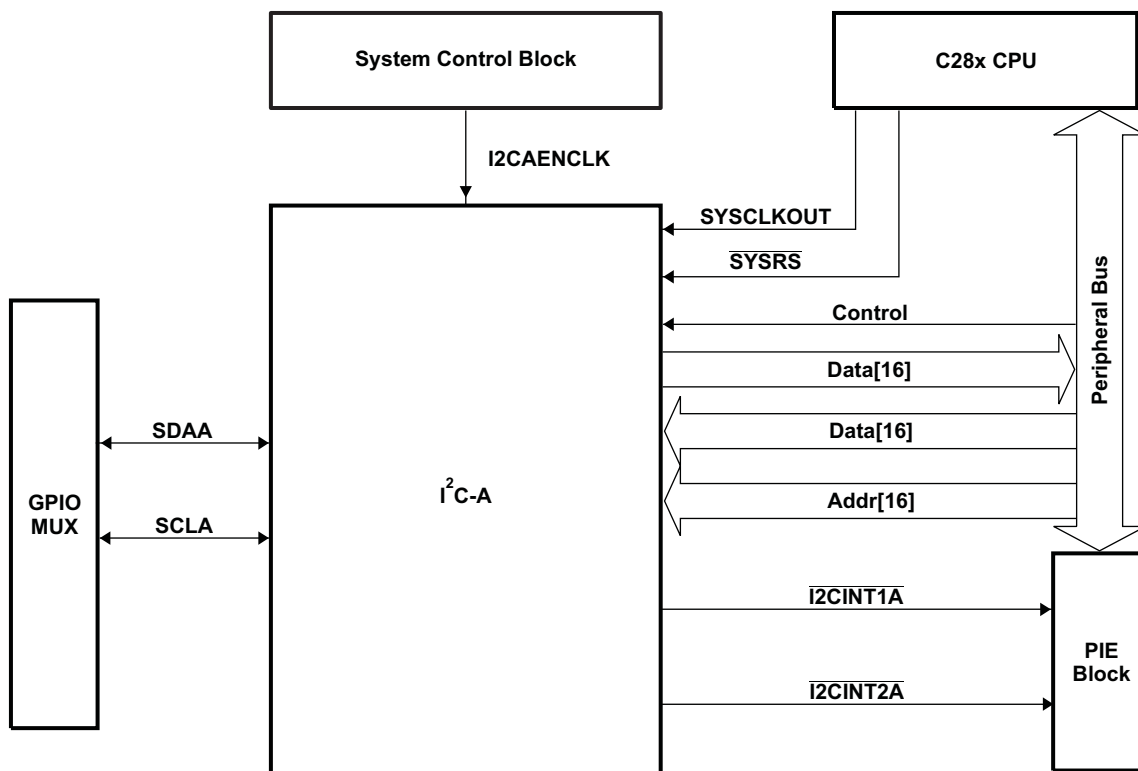 System Control Block
C28x CPU
I2CAENCLK
SYSCLKOUT
SYSRS
Control
Data[16]
Data[16]
Addr[16]
Peripheral Bus
SDAA
SCLA
GPIO
MUX
I²C-A
I2CINT1A
I2CINT2A
PIE
Block